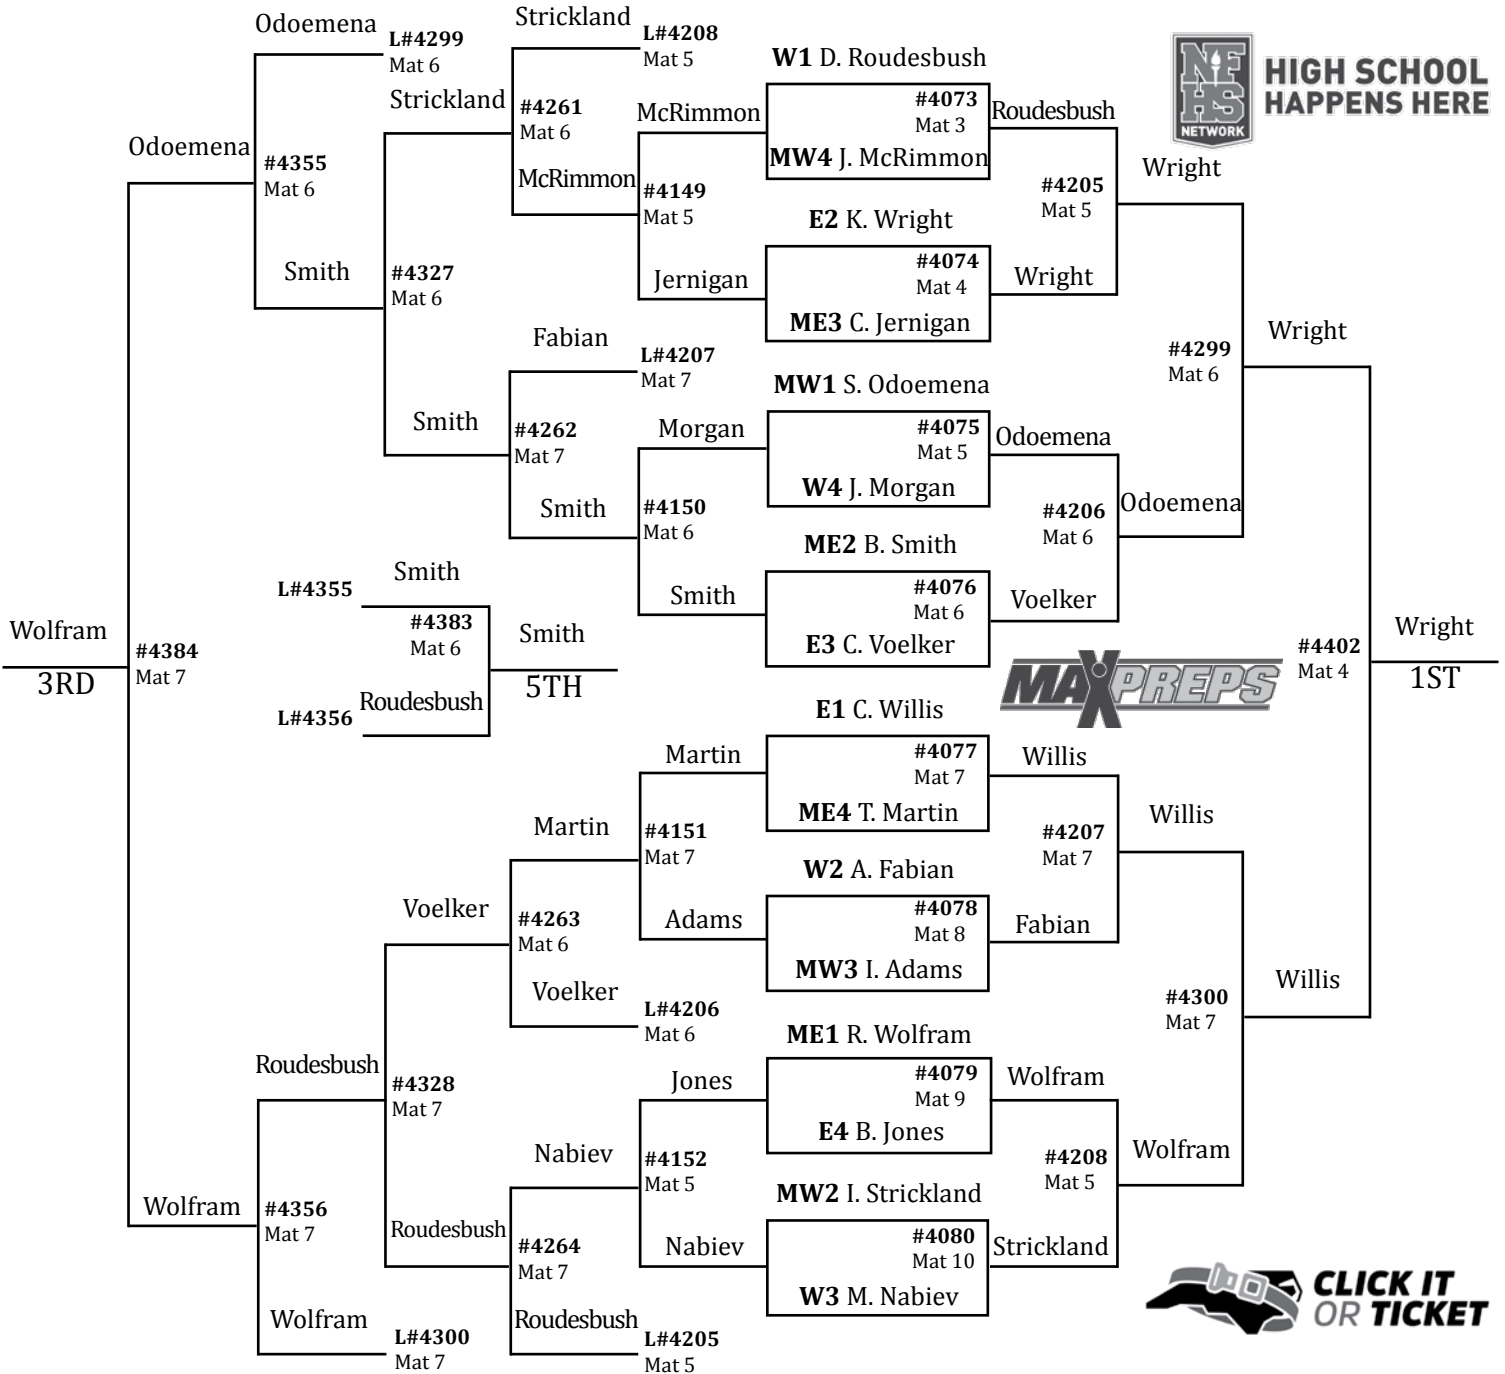 Odoemena
L#4299
Mat 6
Strickland
L#4208
Mat 5
Strickland
#4261
Mat 6
McRimmon
Odoemena
#4355
Mat 6
McRimmon
#4149
Mat 5
Smith
#4327
Mat 6
Jernigan
Fabian
L#4207
Mat 7
Smith
#4262
Mat 7
Morgan
Smith
#4150
Mat 6
Smith
W1 D. Roudesbush
#4073
Mat 3
MW4 J. McRimmon
Roudesbush
E2 K. Wright
#4074
Mat 4
ME3 C. Jernigan
Wright
#4205
Mat 5
Wright
MW1 S. Odoemena
#4075
Mat 5
W4 J. Morgan
Odoemena
ME2 B. Smith
#4076
Mat 6
E3 C. Voelker
Voelker
#4206
Mat 6
Odoemena
#4299
Mat 6
Wright
NFHS
NETWORK
HIGH SCHOOL
HAPPENS HERE
L#4355
Smith
#4383
Mat 6
Roudesbush
L#4356
Smith
5TH
Wolfram
3RD
#4384
Mat 7
MAXPREPS
#4402
Mat 4
Wright
1ST
E1 C. Willis
#4077
Mat 7
ME4 T. Martin
Willis
W2 A. Fabian
#4078
Mat 8
MW3 I. Adams
Fabian
#4207
Mat 7
Willis
ME1 R. Wolfram
#4079
Mat 9
E4 B. Jones
Wolfram
MW2 I. Strickland
#4080
Mat 10
W3 M. Nabiev
Strickland
#4208
Mat 5
Wolfram
#4300
Mat 7
Willis
Martin
Martin
#4151
Mat 7
Adams
Voelker
#4263
Mat 6
Voelker
L#4206
Mat 6
Roudesbush
#4328
Mat 7
Jones
Nabiev
#4152
Mat 5
Nabiev
Wolfram
#4356
Mat 7
Roudesbush
#4264
Mat 7
Wolfram
L#4300
Mat 7
Roudesbush
L#4205
Mat 5
CLICK IT
OR TICKET